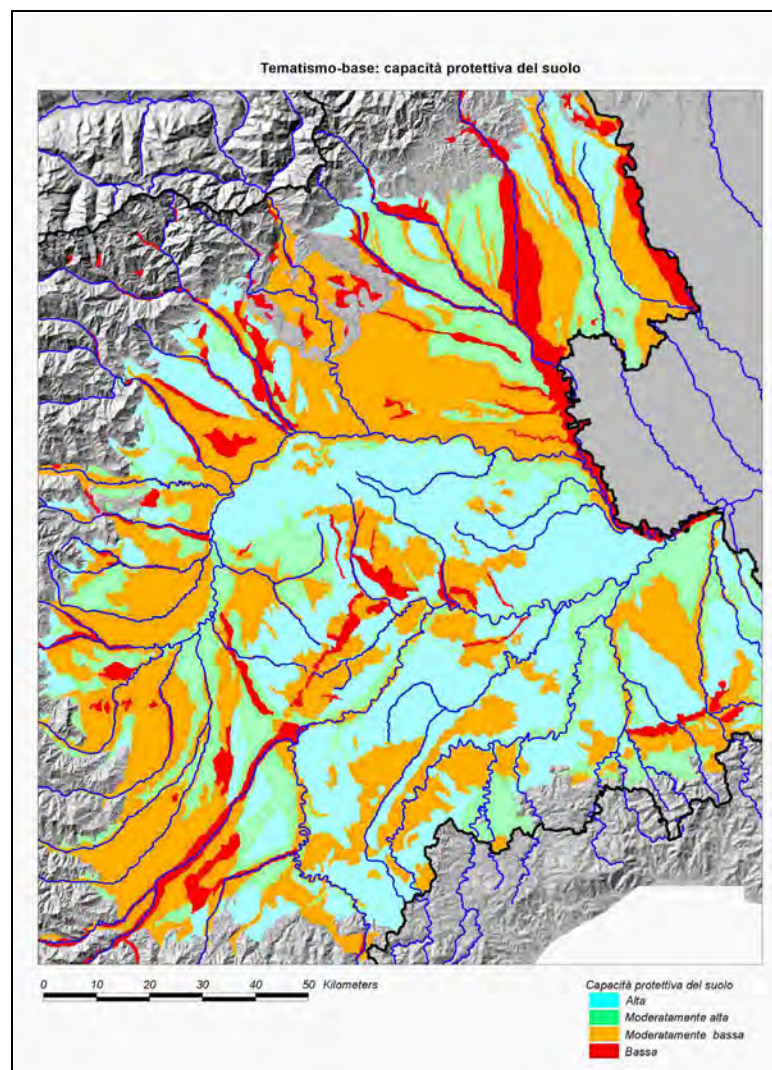 Tematismo-base: capacità protettiva del suolo
0 10 20 30 40 50 Kilometers
Capacità protettiva del suolo
Alta
Moderatamente alta
Moderatamente bassa
Bassa